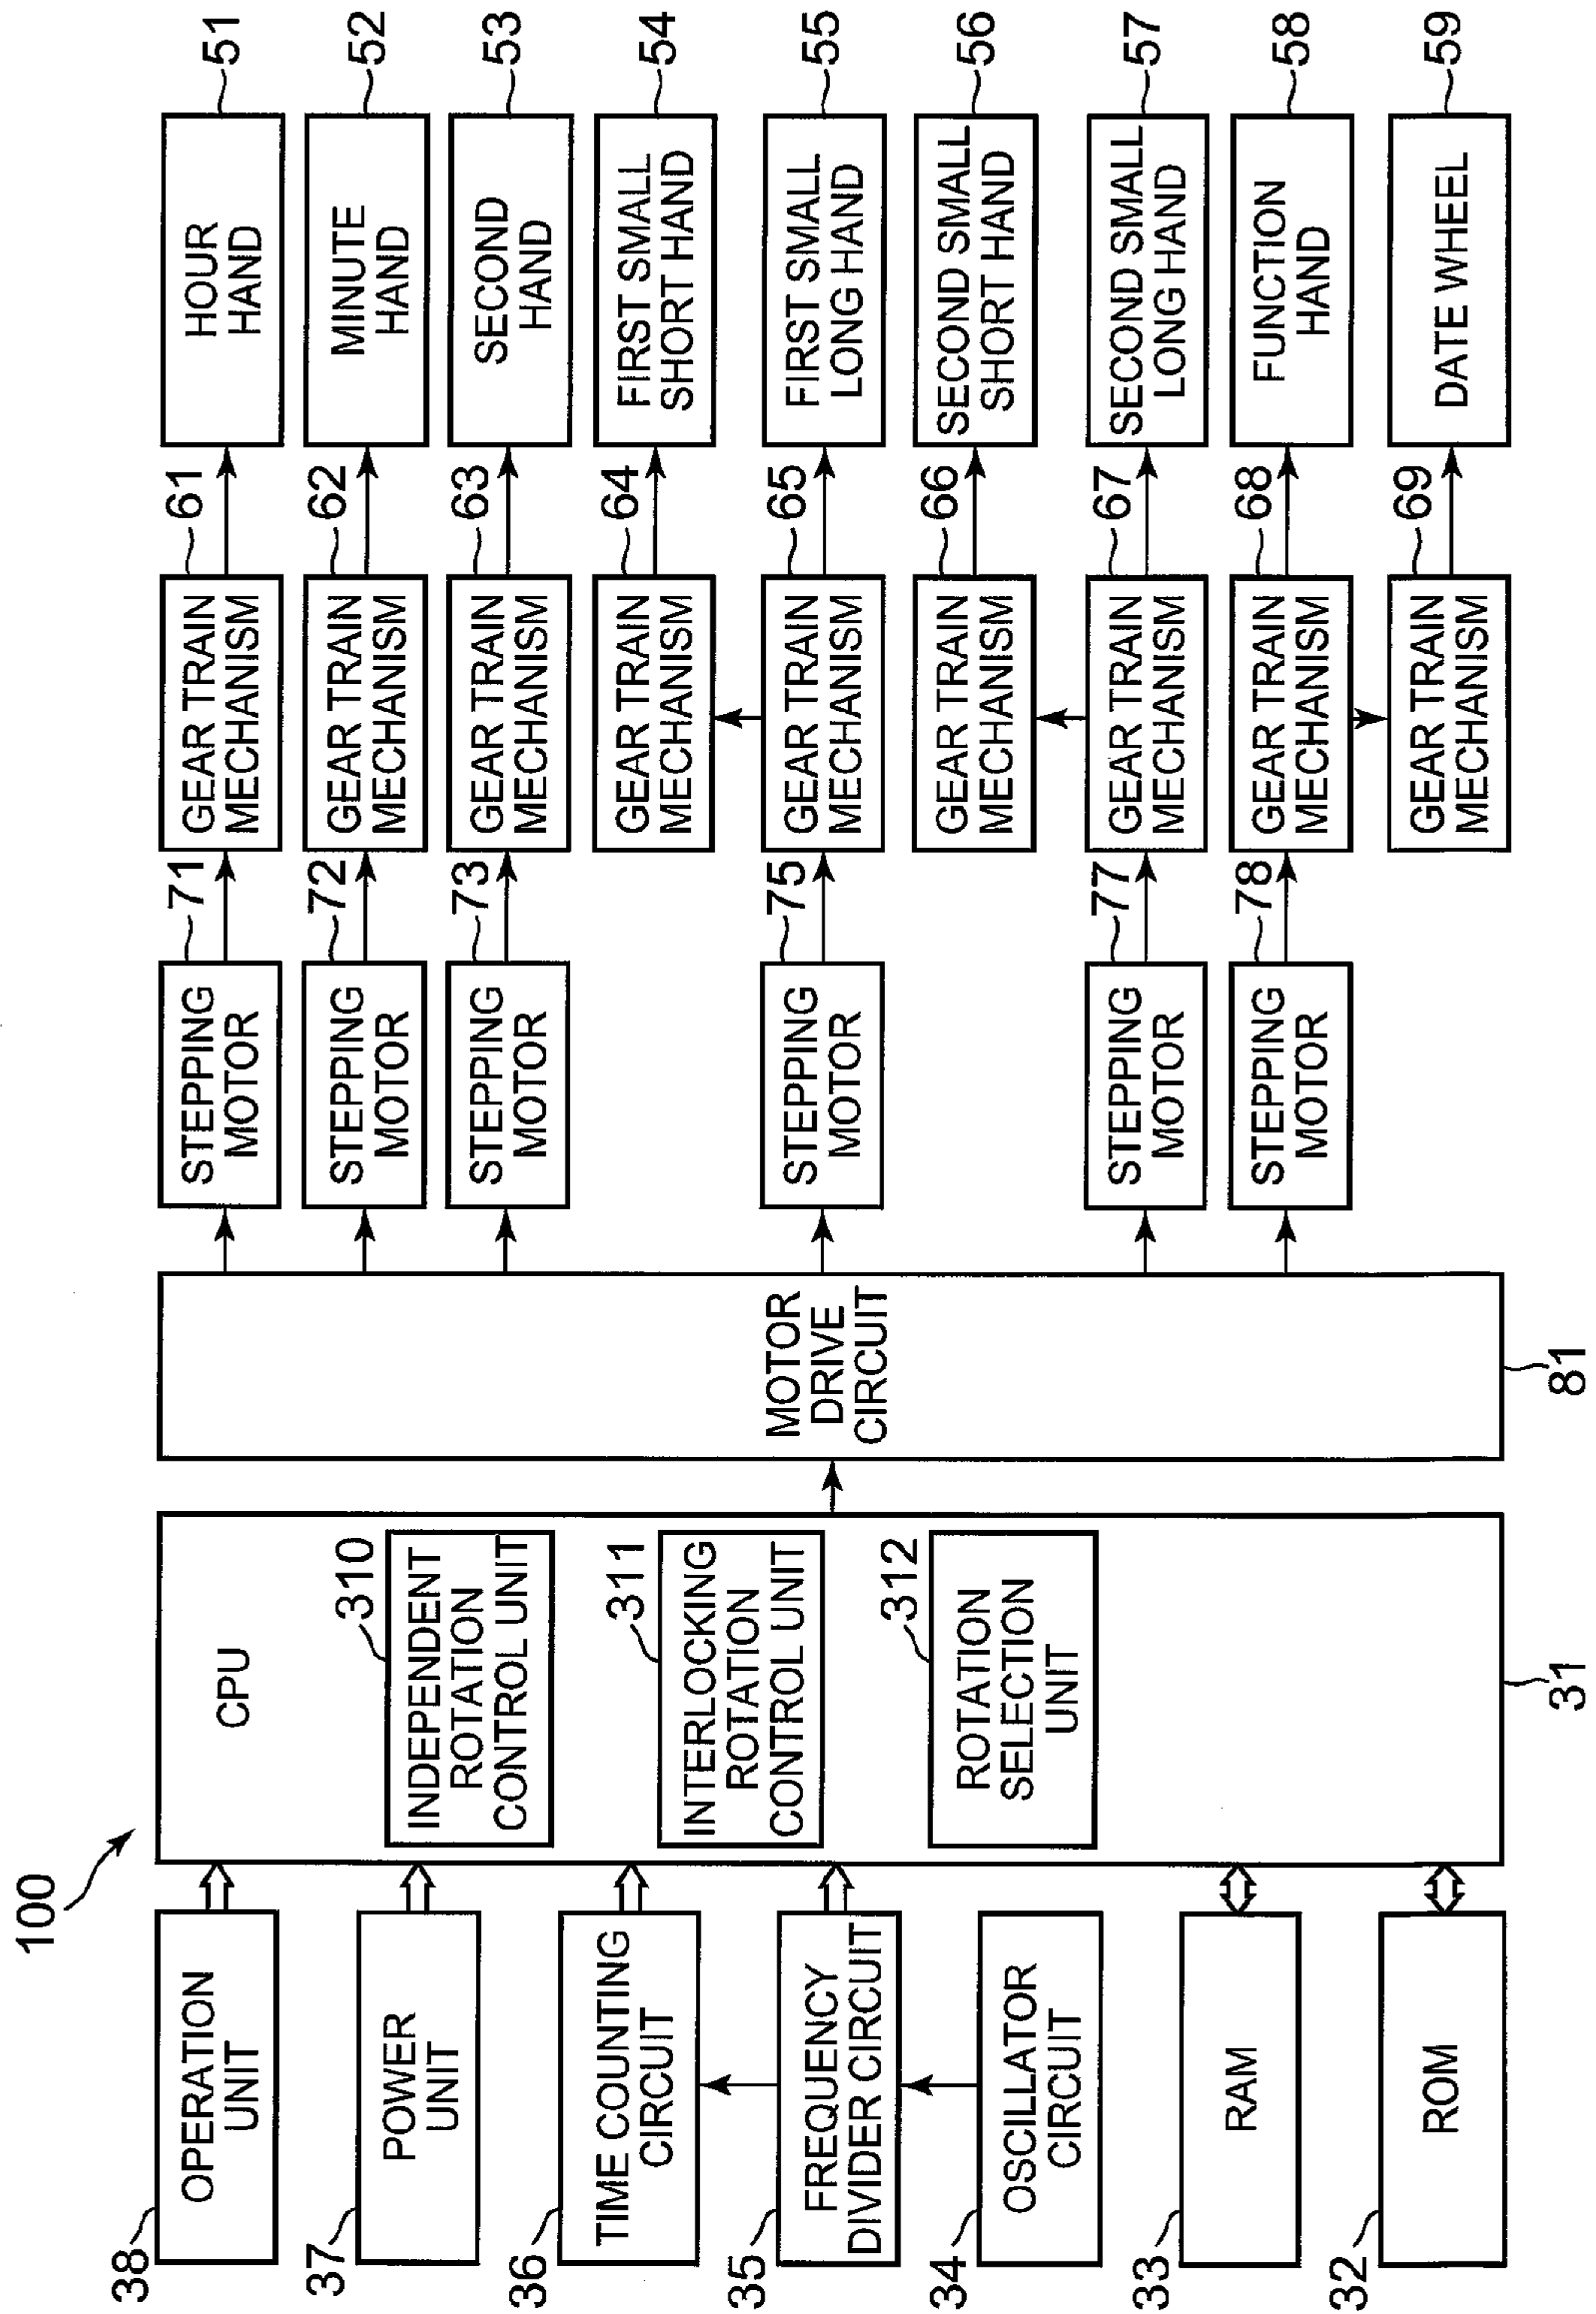 100
38
OPERATION
UNIT
37
POWER
UNIT
36
TIME COUNTING
CIRCUIT
35
FREQUENCY
DIVIDER CIRCUIT
34
OSCILLATOR
CIRCUIT
33
RAM
32
ROM
CPU
310
INDEPENDENT
ROTATION
CONTROL UNIT
311
INTERLOCKING
ROTATION
CONTROL UNIT
312
ROTATION
SELECTION
UNIT
31
MOTOR
DRIVE
CIRCUIT
81
STEPPING
MOTOR
71
STEPPING
MOTOR
72
STEPPING
MOTOR
73
STEPPING
MOTOR
75
STEPPING
MOTOR
77
STEPPING
MOTOR
78
GEAR TRAIN
MECHANISM
61
GEAR TRAIN
MECHANISM
62
GEAR TRAIN
MECHANISM
63
GEAR TRAIN
MECHANISM
64
GEAR TRAIN
MECHANISM
65
GEAR TRAIN
MECHANISM
66
GEAR TRAIN
MECHANISM
67
GEAR TRAIN
MECHANISM
68
GEAR TRAIN
MECHANISM
69
HOUR
HAND
51
MINUTE
HAND
52
SECOND
HAND
53
FIRST SMALL
SHORT HAND
54
FIRST SMALL
LONG HAND
55
SECOND SMALL
SHORT HAND
56
SECOND SMALL
LONG HAND
57
FUNCTION
HAND
58
DATE WHEEL
59